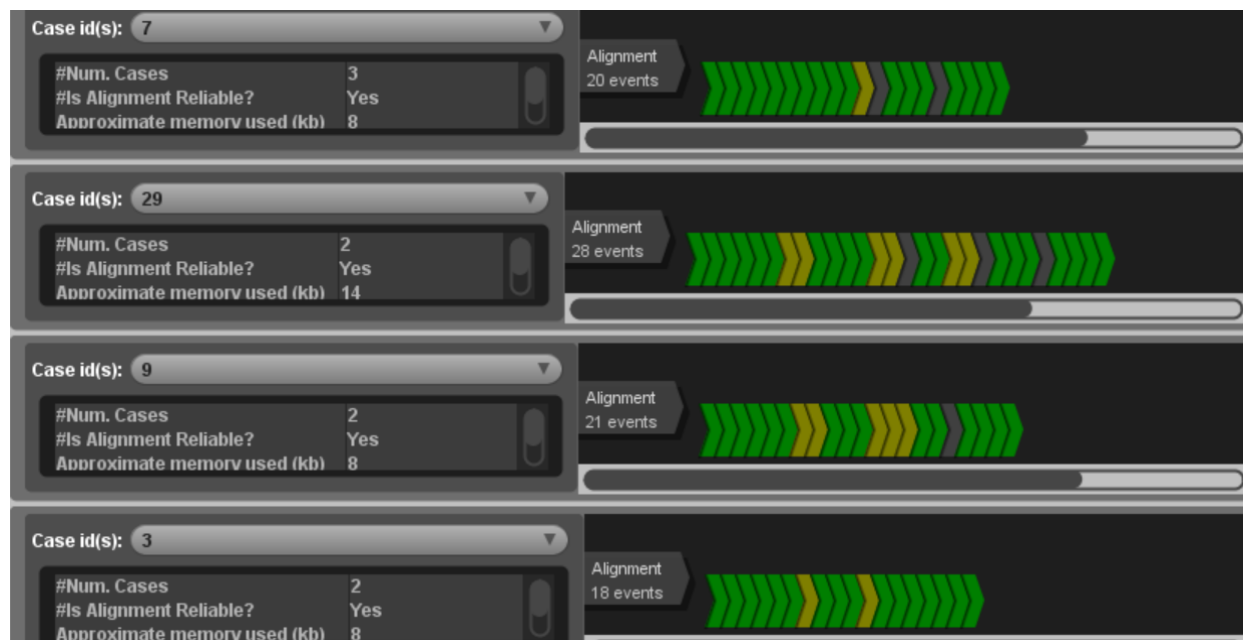 Case id(s): 7
Alignment
20 events
#Num. Cases 3
#Is Alignment Reliable? Yes
Approximate memory used (kb) 8
Case id(s): 29
Alignment
28 events
#Num. Cases 2
#Is Alignment Reliable? Yes
Approximate memory used (kb) 14
Case id(s): 9
Alignment
21 events
#Num. Cases 2
#Is Alignment Reliable? Yes
Approximate memory used (kb) 8
Case id(s): 3
Alignment
18 events
#Num. Cases 2
#Is Alignment Reliable? Yes
Approximate memory used (kb) 8